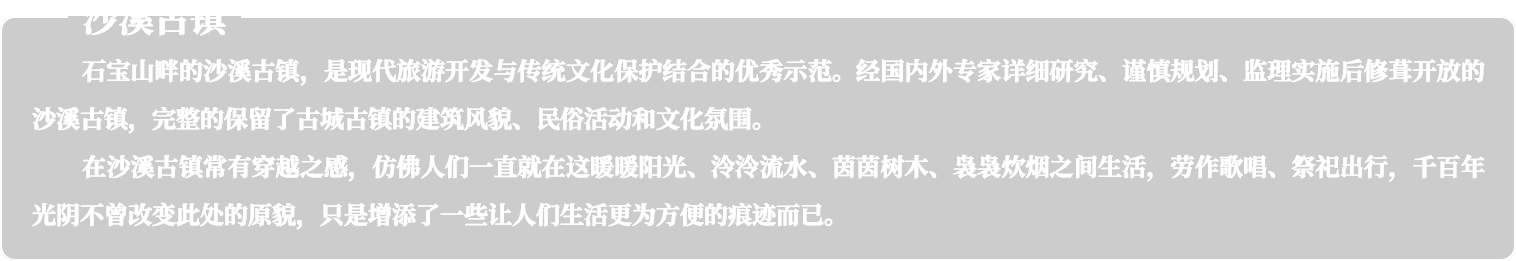 沙溪古镇
石宝山畔的沙溪古镇，是现代旅游开发与传统文化保护结合的优秀示范。经国内外专家详细研究、谨慎规划、监理实施后修葺开放的
沙溪古镇，完整的保留了古城古镇的建筑风貌、民俗活动和文化氛围。
在沙溪古镇常有穿越之感，仿佛人们一直就在这暖暖阳光、泠泠流水、茵茵树木、袅袅炊烟之间生活，劳作歌唱、祭祀出行，千百年
光阴不曾改变此处的原貌，只是增添了一些让人们生活更为方便的痕迹而已。